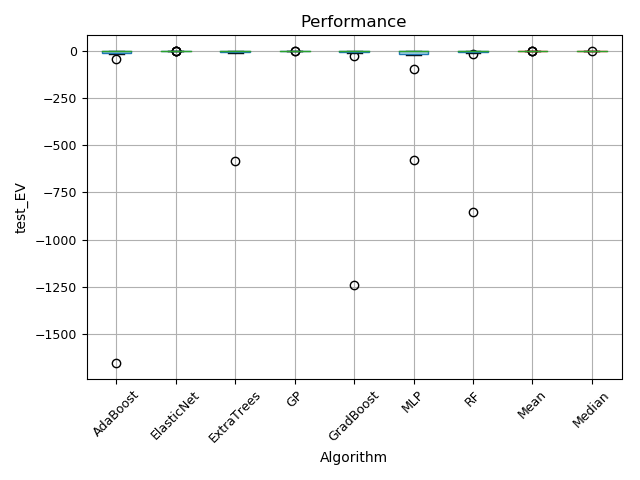 Performance
0
−250
−500
−750
−1000
−1250
−1500
test_EV
AdaBoost
ElasticNet
ExtraTrees
GP
GradBoost
MLP
RF
Mean
Median
Algorithm